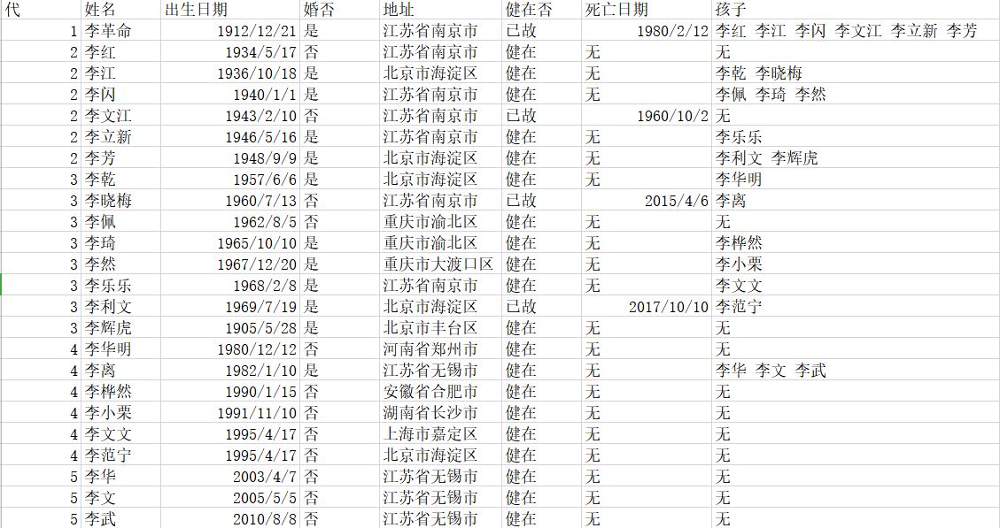 代 姓名 出生日期 婚否 地址 健在否 死亡日期 孩子
1 李革命 1912/12/21 是 江苏省南京市 已故 1980/2/12 李红 李江 李闪 李文江 李立新 李芳
2 李红 1934/5/17 否 江苏省南京市 健在 无 无
2 李江 1936/10/18 是 北京市海淀区 健在 无 李乾 李晓梅
2 李闪 1940/1/1 是 江苏省南京市 健在 无 李佩 李琦 李然
2 李文江 1943/2/10 否 江苏省南京市 已故 1960/10/2 无
2 李立新 1946/5/16 是 江苏省南京市 健在 无 李乐乐
2 李芳 1948/9/9 是 北京市海淀区 健在 无 李利文 李辉虎
3 李乾 1957/6/6 是 北京市海淀区 健在 无 李华明
3 李晓梅 1960/7/13 否 江苏省南京市 已故 2015/4/6 李离
3 李佩 1962/8/5 否 重庆市渝北区 健在 无 无
3 李琦 1965/10/10 是 重庆市渝北区 健在 无 李桦然
3 李然 1967/12/20 是 重庆市大渡口区 健在 无 李小栗
3 李乐乐 1968/2/8 是 江苏省南京市 健在 无 李文文
3 李利文 1969/7/19 是 北京市海淀区 已故 2017/10/10 李范宁
3 李辉虎 1905/5/28 是 北京市丰台区 健在 无 无
4 李华明 1980/12/12 否 河南省郑州市 健在 无 无
4 李离 1982/1/10 是 江苏省无锡市 健在 无 李华 李文 李武
4 李桦然 1990/1/15 否 安徽省合肥市 健在 无 无
4 李小栗 1991/11/10 否 湖南省长沙市 健在 无 无
4 李文文 1995/4/17 否 上海市嘉定区 健在 无 无
4 李范宁 1995/4/17 否 北京市海淀区 健在 无 无
5 李华 2003/4/7 否 江苏省无锡市 健在 无 无
5 李文 2005/5/5 否 江苏省无锡市 健在 无 无
5 李武 2010/8/8 否 江苏省无锡市 健在 无 无